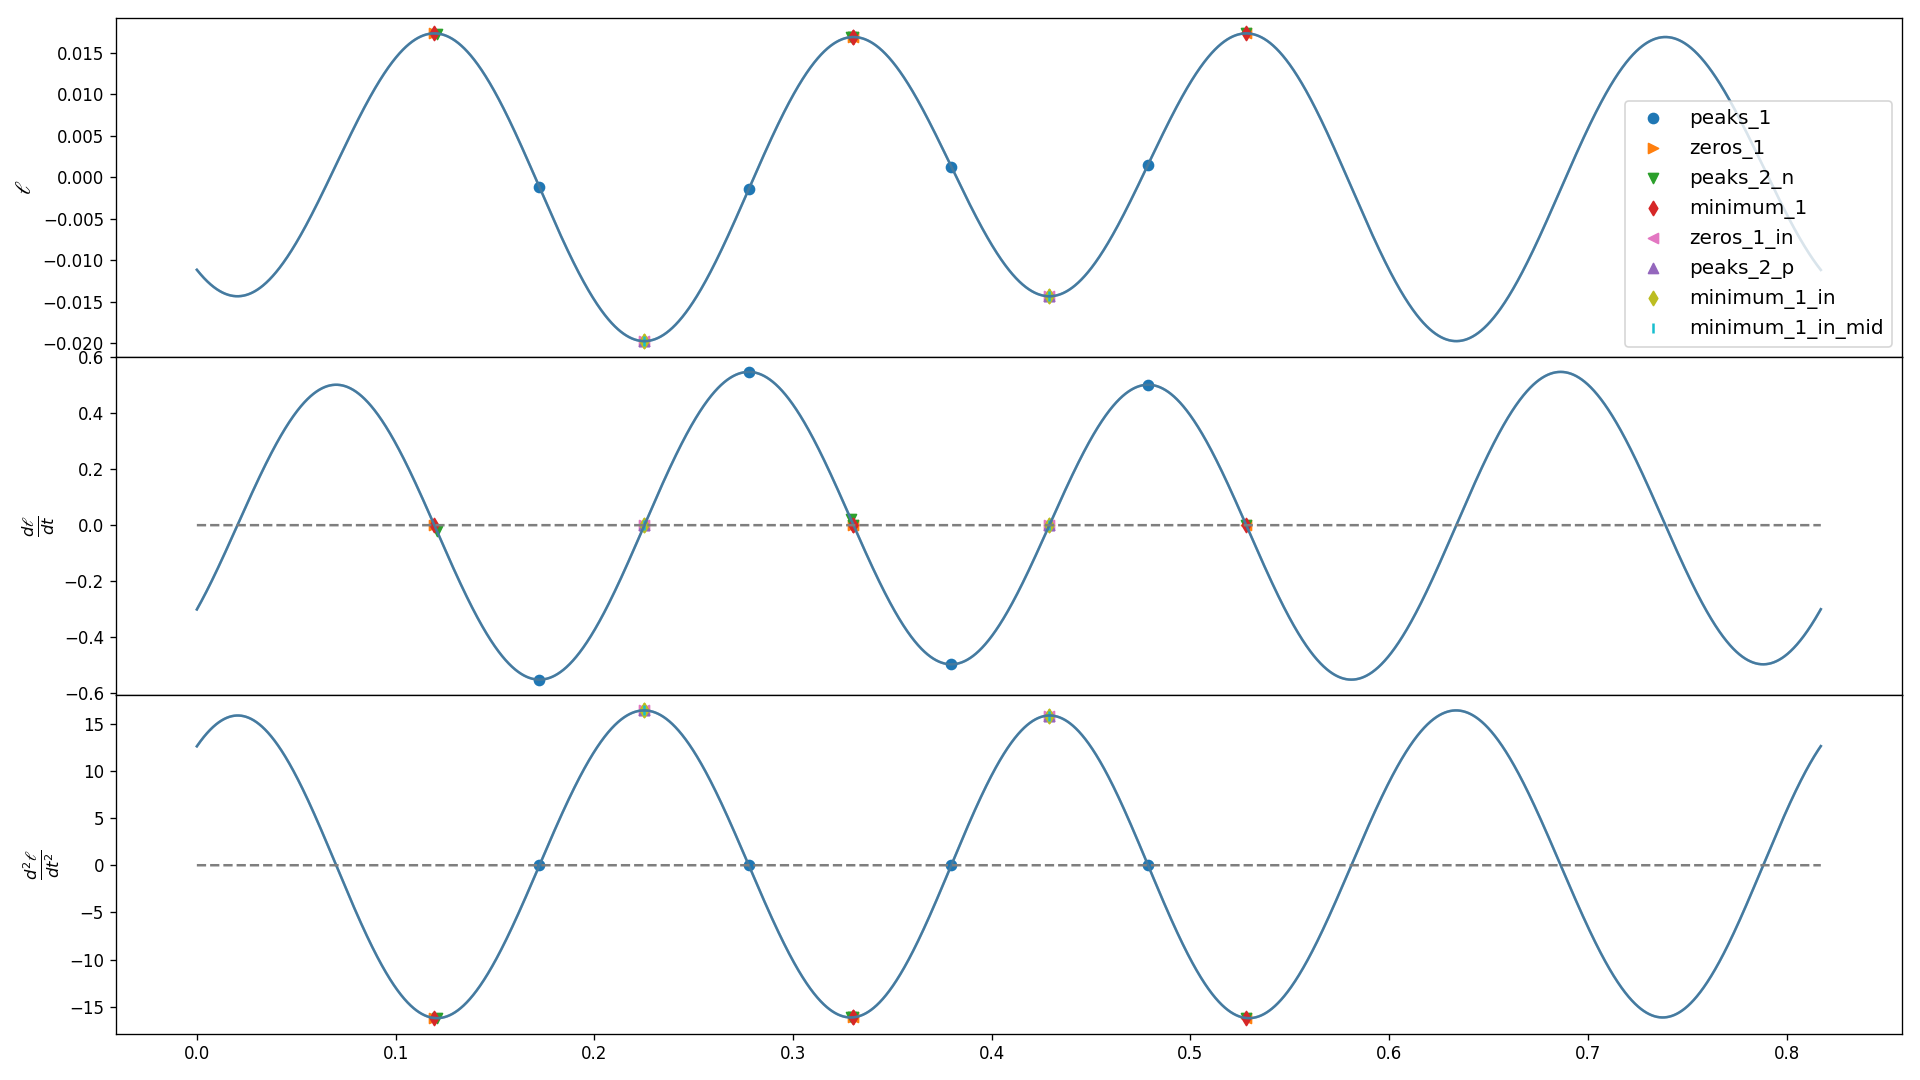 0.015
0.010
0.005
0.000
−0.005
−0.010
−0.015
−0.020
ℓ
peaks_1
zeros_1
peaks_2_n
minimum_1
zeros_1_in
peaks_2_p
minimum_1_in
minimum_1_in_mid
0.6
0.4
0.2
0.0
−0.2
−0.4
−0.6
dℓ
dt
15
10
5
0
−5
−10
−15
d²ℓ
dt²
0.0 0.1 0.2 0.3 0.4 0.5 0.6 0.7 0.8